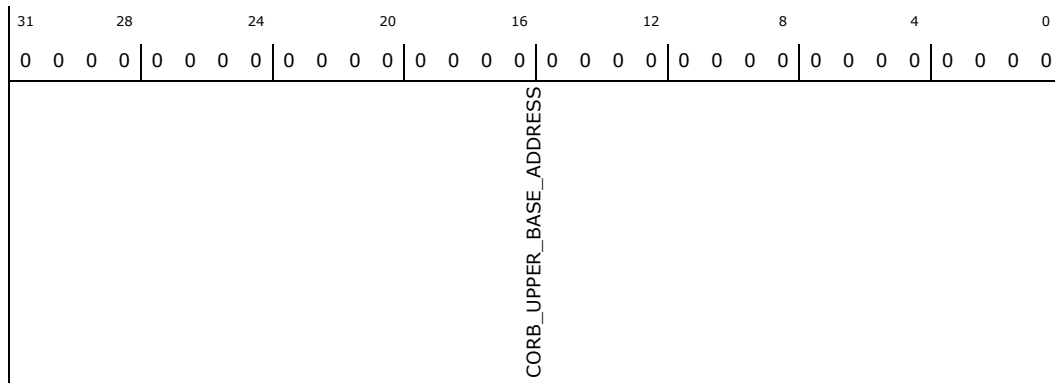 31 28 24 20 16 12 8 4 0
0 0 0 0 0 0 0 0 0 0 0 0 0 0 0 0 0 0 0 0 0 0 0 0 0 0 0 0 0 0 0 0
CORB_UPPER_BASE_ADDRESS